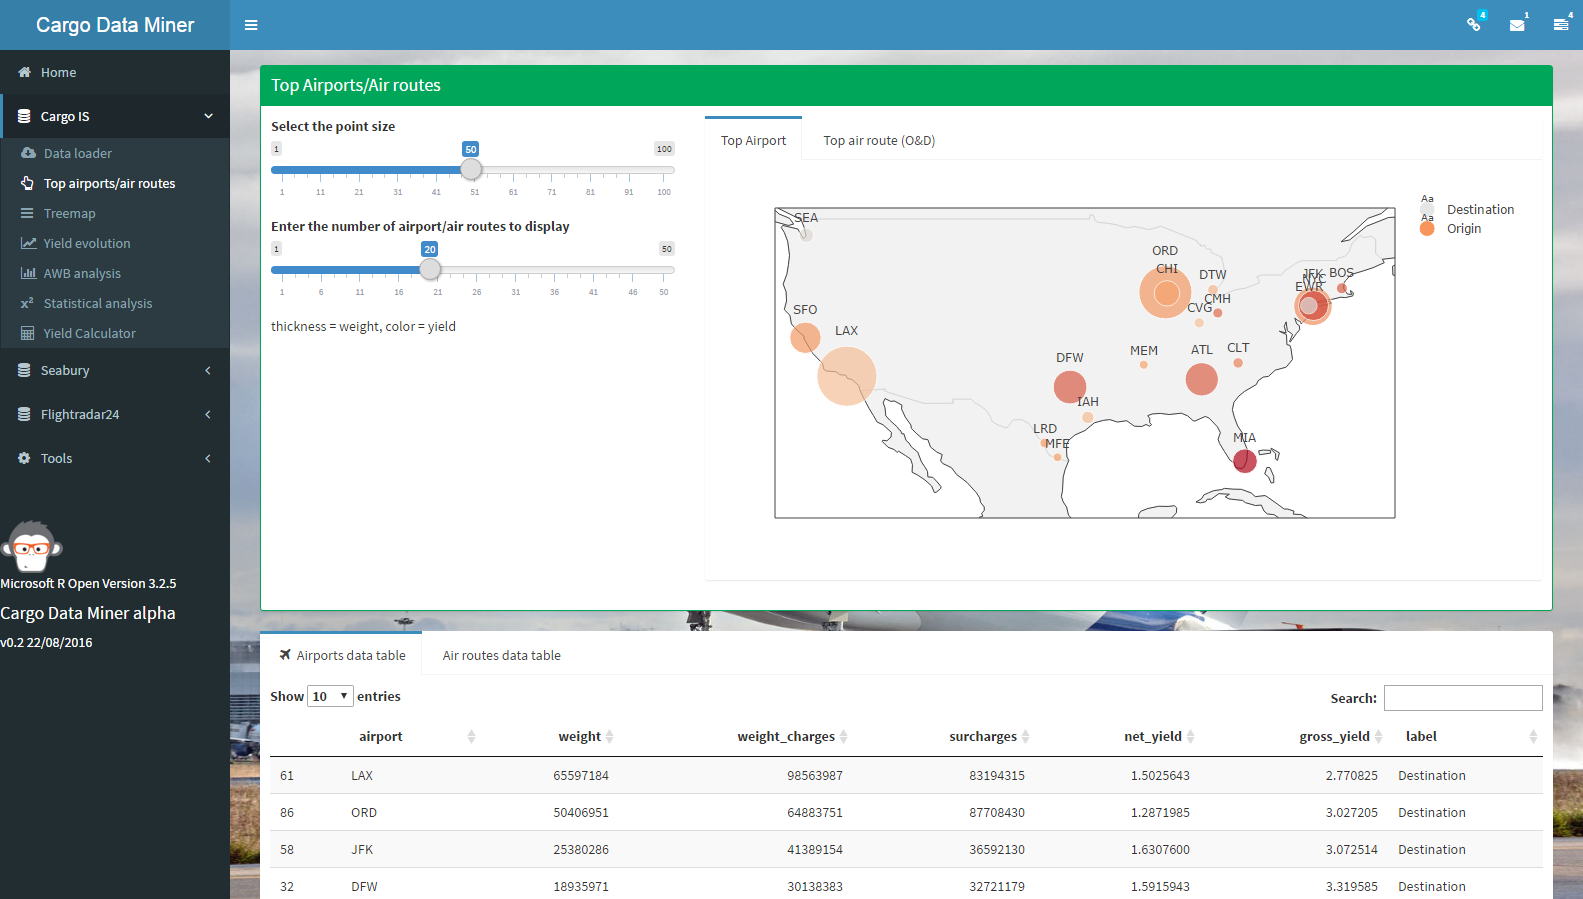 Cargo Data Miner
4
1
4
Home
Cargo IS
Data loader
Top airports/air routes
Treemap
Yield evolution
AWB analysis
x² Statistical analysis
Yield Calculator
Seabury
Flightradar24
Tools
Microsoft R Open Version 3.2.5
Cargo Data Miner alpha
v0.2 22/08/2016
Top Airports/Air routes
Select the point size
1 50 100
1 11 21 31 41 51 61 71 81 91 100
Enter the number of airport/air routes to display
1 20 50
1 6 11 16 21 26 31 36 41 46 50
thickness = weight, color = yield
Top Airport Top air route (O&D)
Aa
Destination
Aa
Origin
SEA
ORD
CHI
DTW
JFK BOS
NYC
EWR
CMH
CVG
SFO
LAX
MEM
ATL
CLT
DFW
IAH
LRD
MFE
MIA
Airports data table Air routes data table
Show 10 entries
Search:
airport weight weight_charges surcharges net_yield gross_yield label
61 LAX 65597184 98563987 83194315 1.5025643 2.770825 Destination
86 ORD 50406951 64883751 87708430 1.2871985 3.027205 Destination
58 JFK 25380286 41389154 36592130 1.6307600 3.072514 Destination
32 DFW 18935971 30138383 32721179 1.5915943 3.319585 Destination